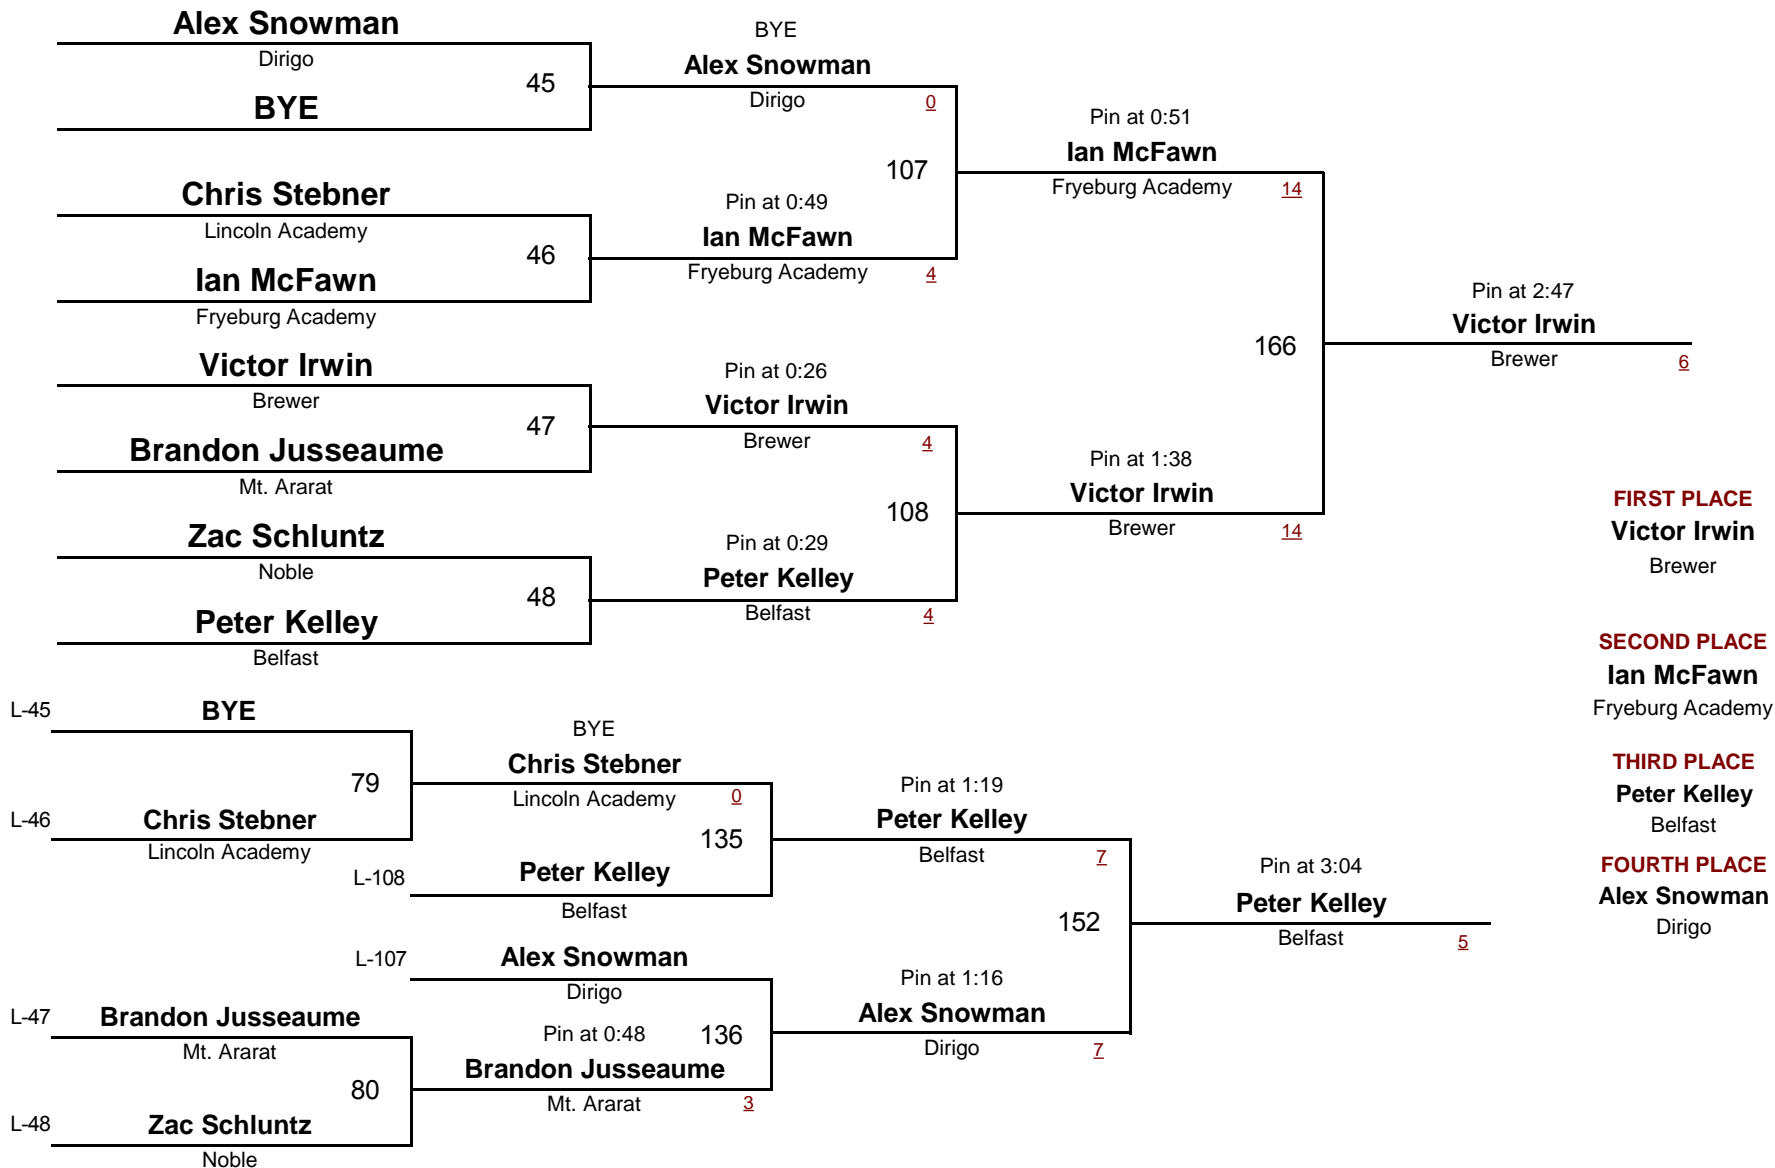 Alex Snowman
Dirigo
45
BYE
Chris Stebner
Lincoln Academy
46
Ian McFawn
Fryeburg Academy
Victor Irwin
Brewer
47
Brandon Jusseaume
Mt. Ararat
Zac Schluntz
Noble
48
Peter Kelley
Belfast
BYE
Alex Snowman
Dirigo
0
107
Pin at 0:49
Ian McFawn
Fryeburg Academy
4
Pin at 0:26
Victor Irwin
Brewer
4
108
Pin at 0:29
Peter Kelley
Belfast
4
Pin at 0:51
Ian McFawn
Fryeburg Academy
14
166
Pin at 1:38
Victor Irwin
Brewer
14
Pin at 2:47
Victor Irwin
Brewer
6
FIRST PLACE
Victor Irwin
Brewer
SECOND PLACE
Ian McFawn
Fryeburg Academy
THIRD PLACE
Peter Kelley
Belfast
FOURTH PLACE
Alex Snowman
Dirigo
L-45
BYE
79
L-46
Chris Stebner
Lincoln Academy
BYE
Chris Stebner
Lincoln Academy
0
135
L-108
Peter Kelley
Belfast
L-107
Alex Snowman
Dirigo
136
L-47
Brandon Jusseaume
Mt. Ararat
80
L-48
Zac Schluntz
Noble
Pin at 0:48
Brandon Jusseaume
Mt. Ararat
3
Pin at 1:19
Peter Kelley
Belfast
7
152
Pin at 1:16
Alex Snowman
Dirigo
7
Pin at 3:04
Peter Kelley
Belfast
5